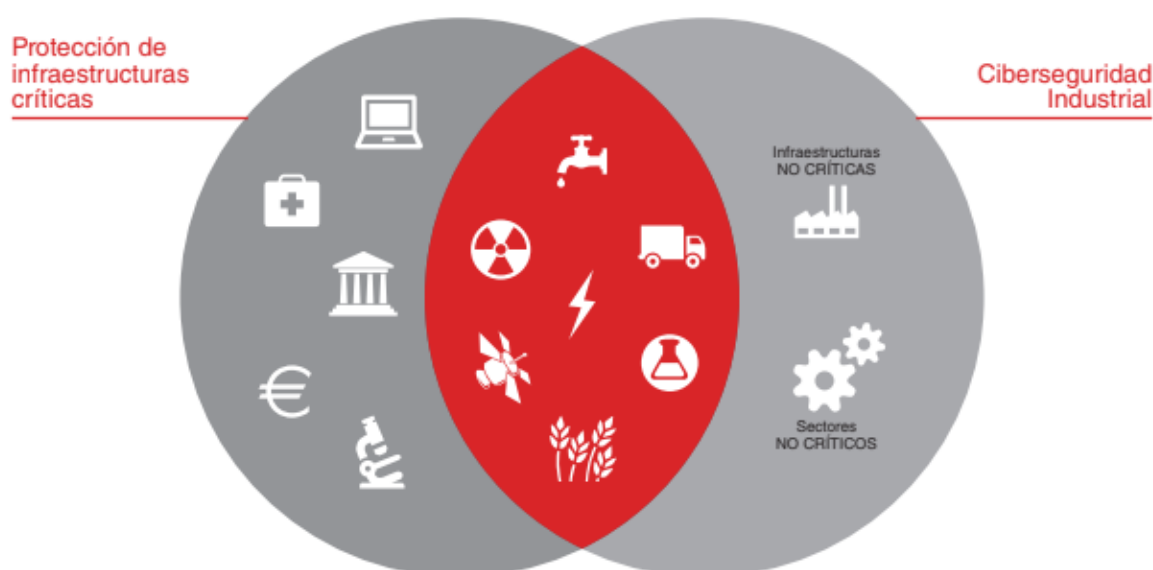 Protección de
infraestructuras
críticas
Ciberseguridad
Industrial
Infraestructuras
NO CRÍTICAS
€
Sectores
NO CRÍTICOS